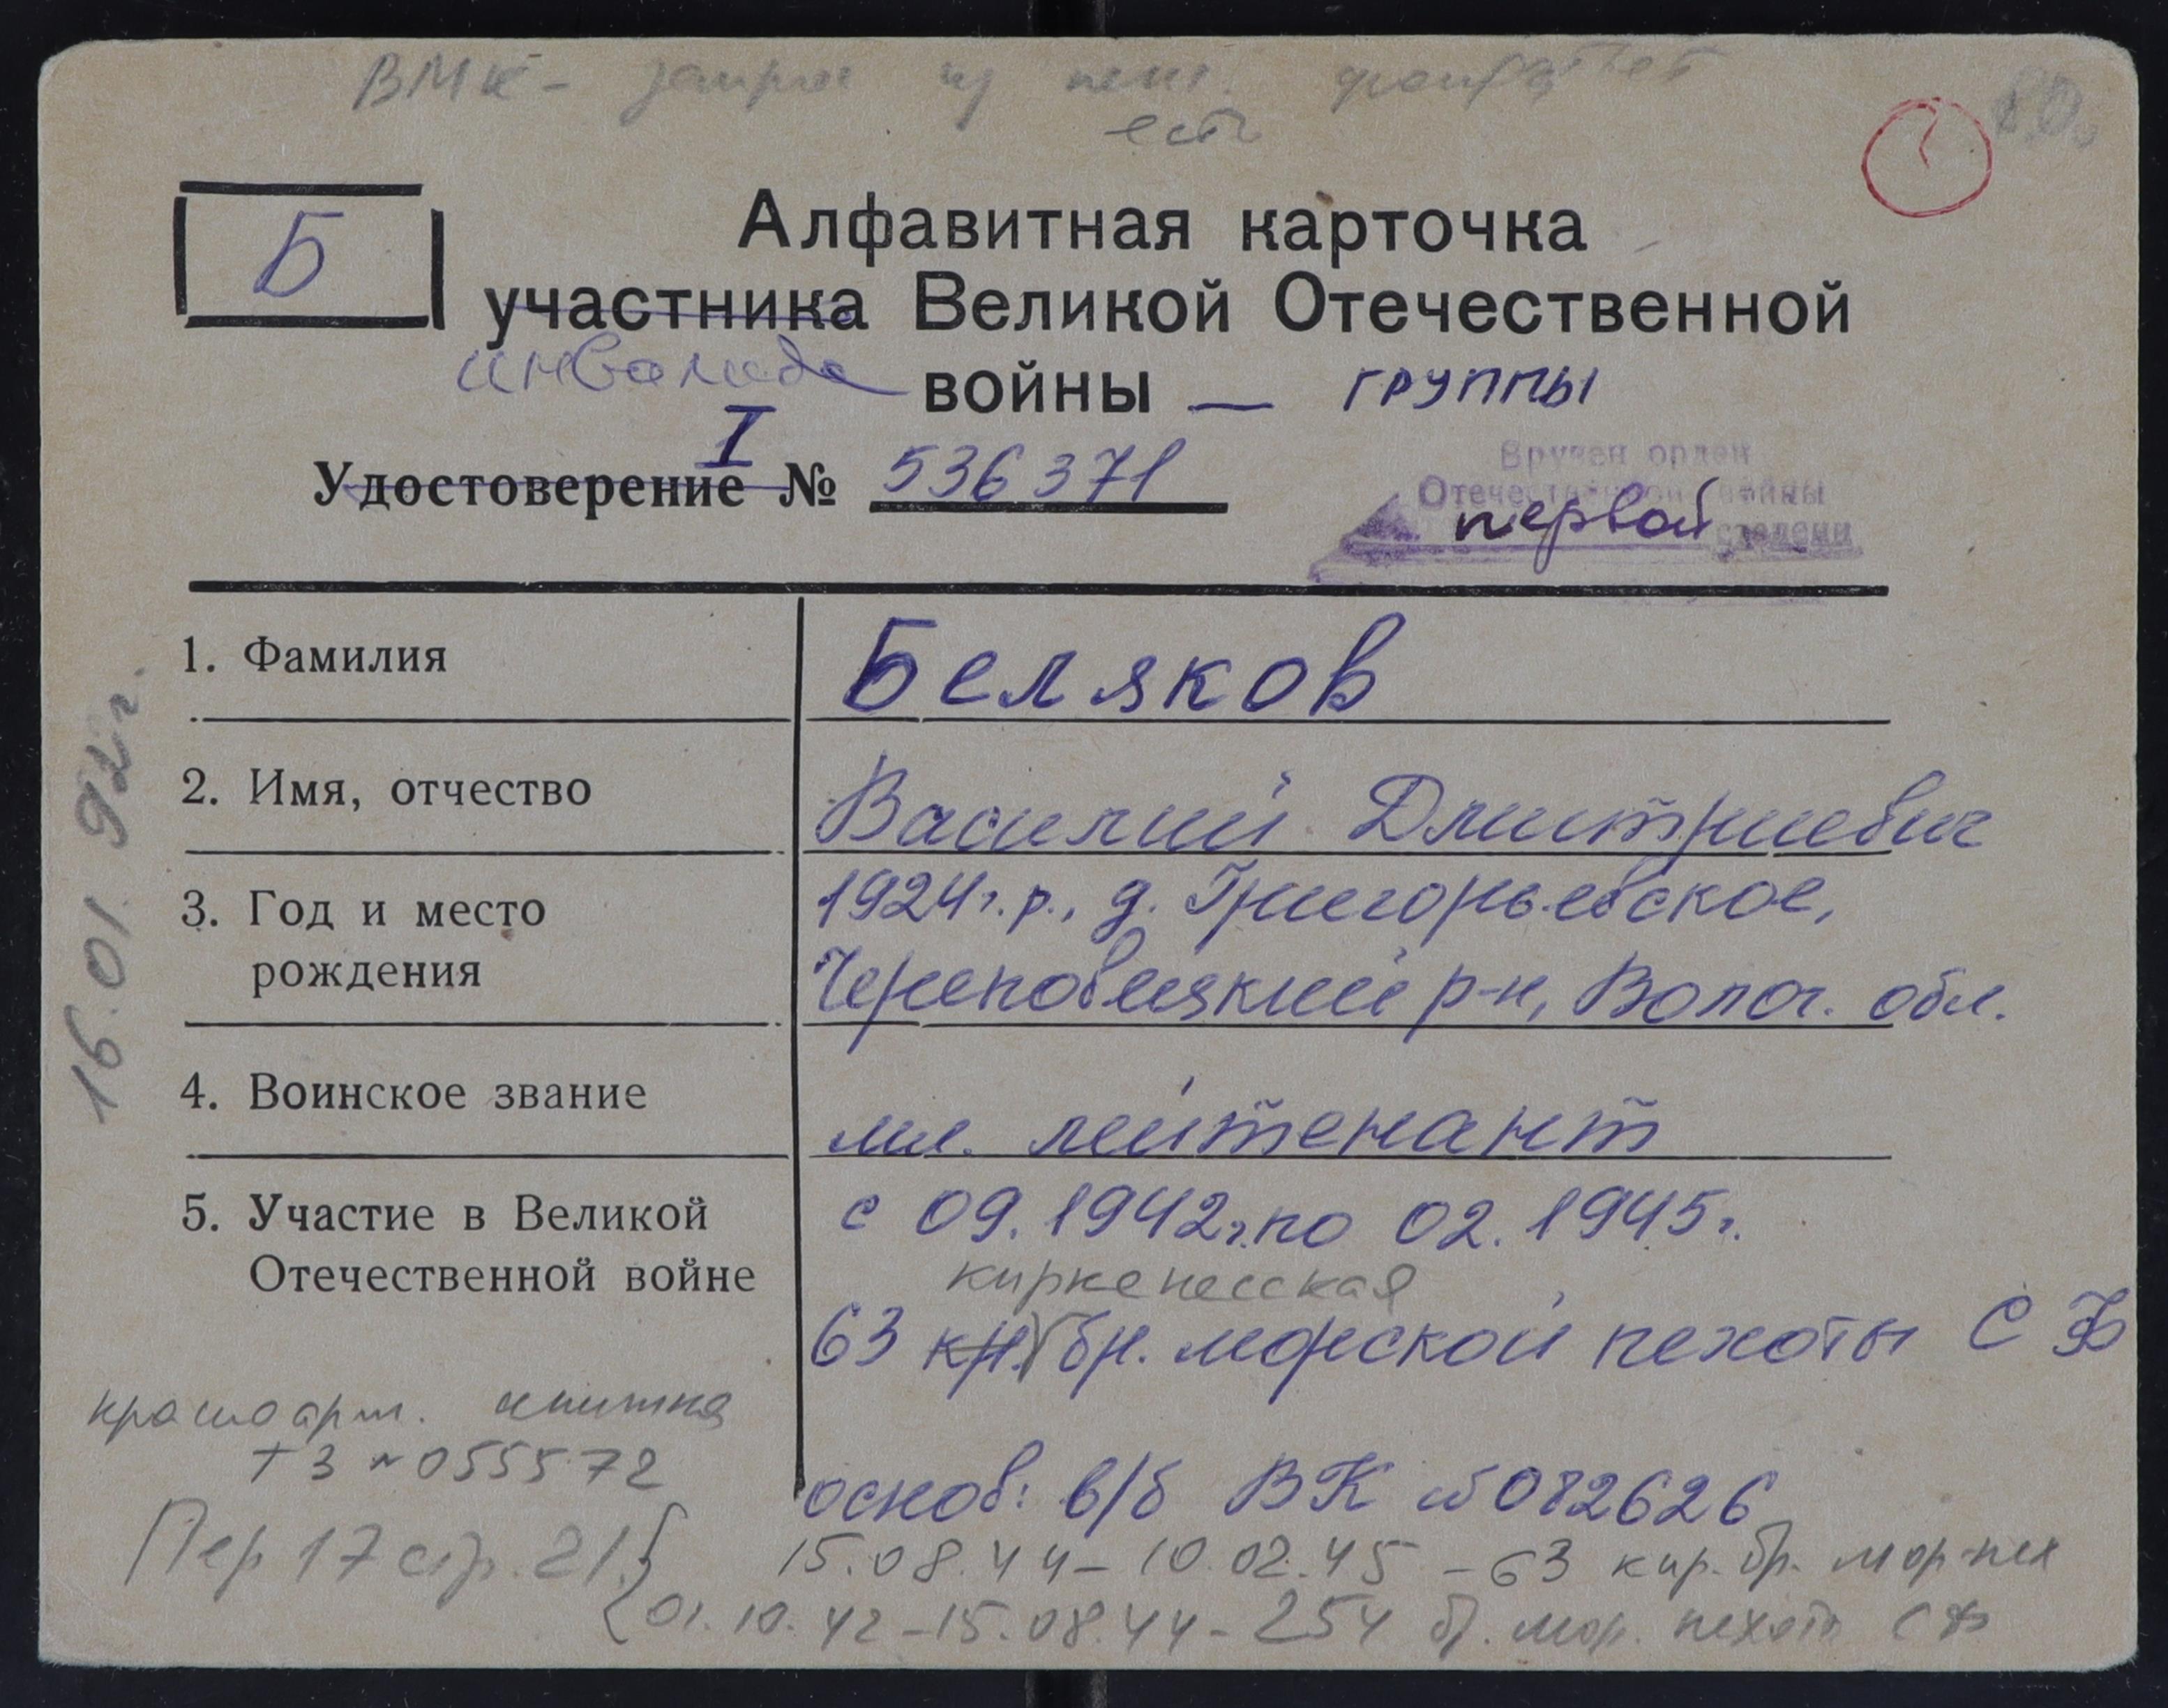 ВМК - запрос из
есть
Б
Алфавитная карточка
участника Великой Отечественной
инвалида войны — группы
Удостоверение I № 536371
Вручен орден
Отечественной войны
первой степени
1. Фамилия Беляков
2. Имя, отчество Василий Дмитриевич
3. Год и место 1924 г.р., д. Григорьевское,
рождения Череповецкий р-н, Волог. обл.
4. Воинское звание мл. лейтенант
5. Участие в Великой с 09.1942 г. по 02.1945 г.
Отечественной войне киркенесская
63 кр. бр. морской пехоты СФ
красноарм. книжка
ТЗ № 055572
основ: в/б ВК № 082626
Пер 17 стр. 21 15.08.44 - 10.02.45 - 63 кир. бр. мор-пех
01.10.42 - 15.08.44 - 254 бр. мор. пехоты СФ
16.01.92 г.